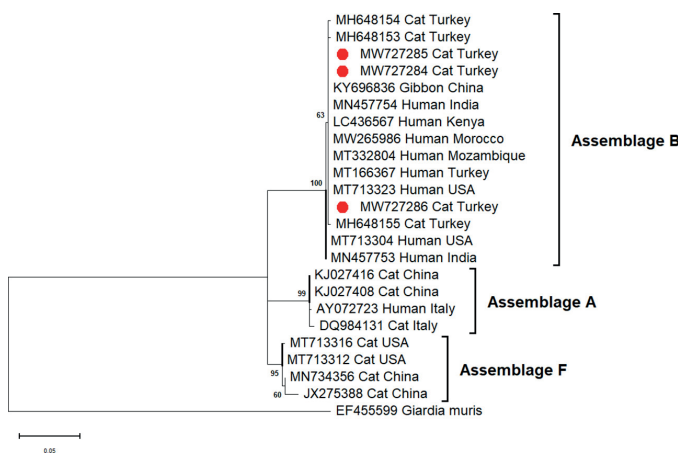 MH648154 Cat Turkey
MH648153 Cat Turkey
MW727285 Cat Turkey
MW727284 Cat Turkey
KY696836 Gibbon China
MN457754 Human India
63
LC436567 Human Kenya
MW265986 Human Morocco
Assemblage B
MT332804 Human Mozambique
MT166367 Human Turkey
100
MT713323 Human USA
MW727286 Cat Turkey
MH648155 Cat Turkey
MT713304 Human USA
MN457753 Human India
KJ027416 Cat China
99
KJ027408 Cat China
Assemblage A
AY072723 Human Italy
DQ984131 Cat Italy
MT713316 Cat USA
MT713312 Cat USA
Assemblage F
95
MN734356 Cat China
60
JX275388 Cat China
EF455599 Giardia muris
0.05